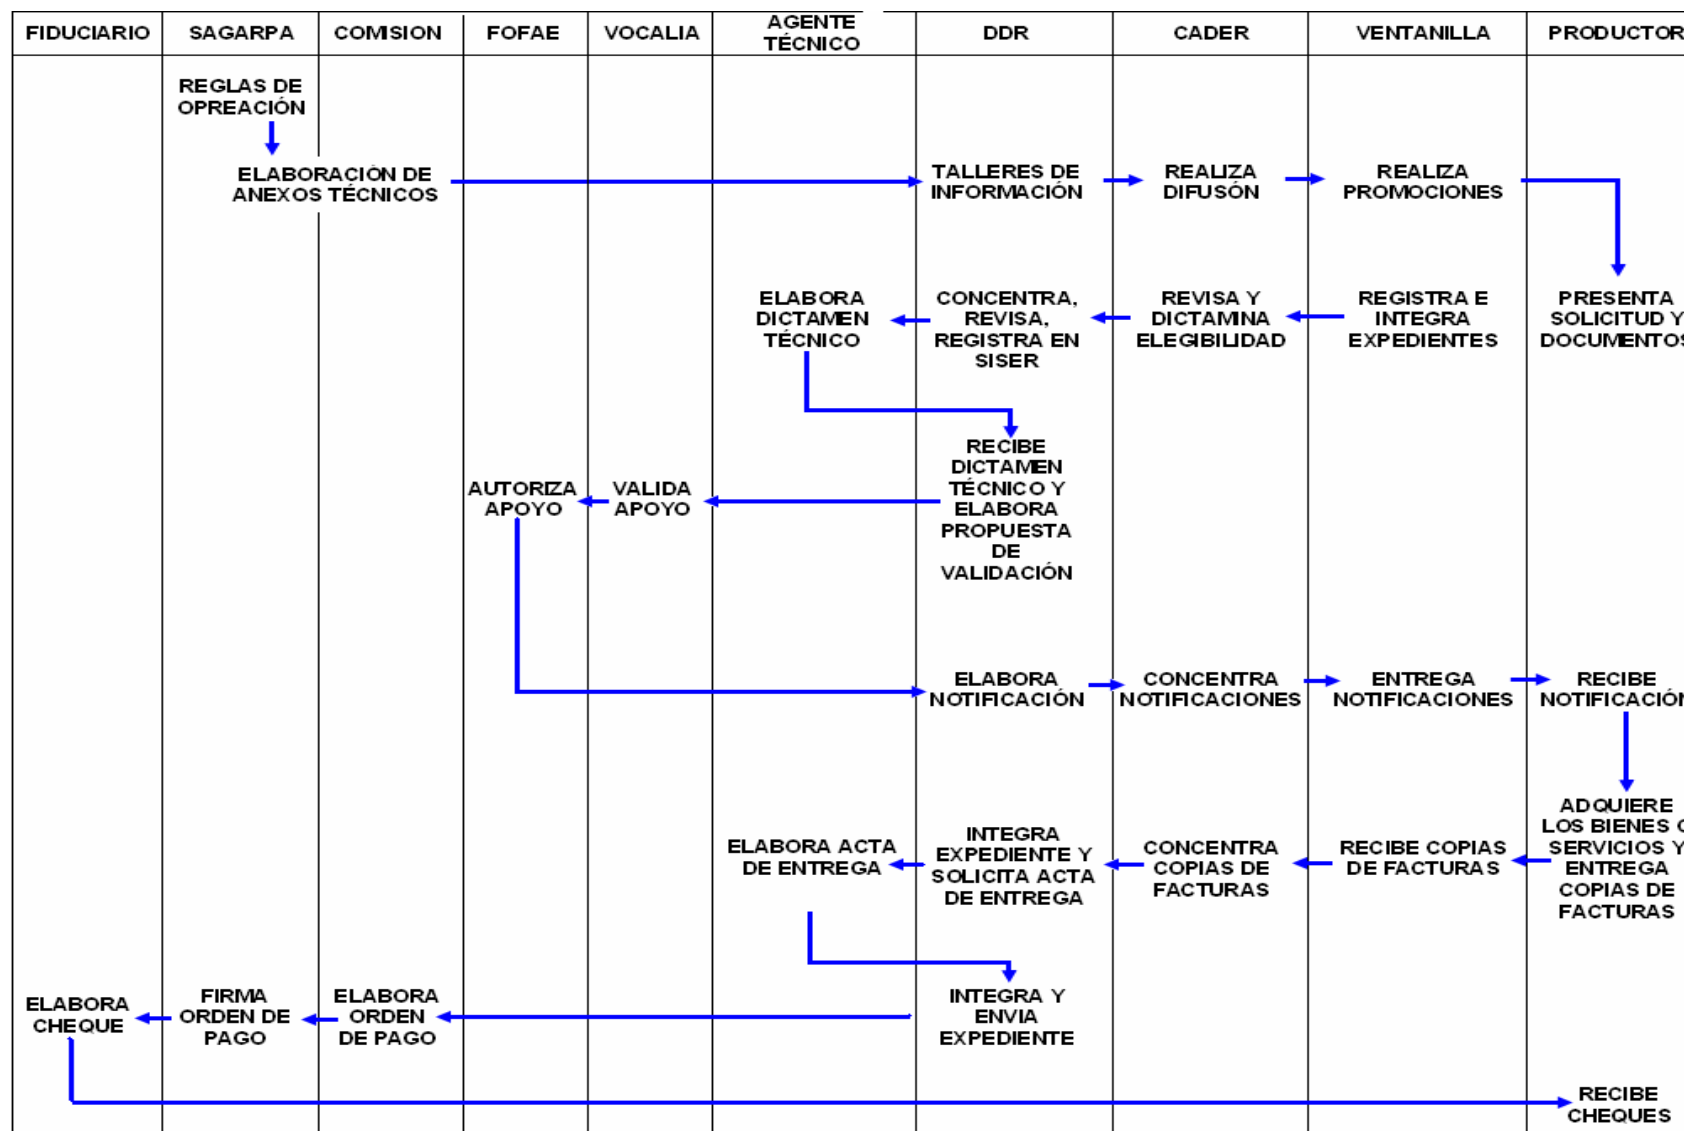 FIDUCIARIO SAGARPA COMISION FOFAE VOCALIA AGENTE TÉCNICO DDR CADER VENTANILLA PRODUCTOR
REGLAS DE
OPREACIÓN
ELABORACIÓN DE
ANEXOS TÉCNICOS
TALLERES DE
INFORMACIÓN
REALIZA
DIFUSÓN
REALIZA
PROMOCIONES
PRESENTA
SOLICITUD Y
DOCUMENTOS
REGISTRA E
INTEGRA
EXPEDIENTES
REVISA Y
DICTAMINA
ELEGIBILIDAD
CONCENTRA,
REVISA,
REGISTRA EN
SISER
ELABORA
DICTAMEN
TÉCNICO
RECIBE
DICTAMEN
TÉCNICO Y
ELABORA
PROPUESTA
DE
VALIDACIÓN
VALIDA
APOYO
AUTORIZA
APOYO
ELABORA
NOTIFICACIÓN
CONCENTRA
NOTIFICACIONES
ENTREGA
NOTIFICACIONES
RECIBE
NOTIFICACIÓN
ADQUIERE
LOS BIENES O
SERVICIOS Y
ENTREGA
COPIAS DE
FACTURAS
RECIBE COPIAS
DE FACTURAS
CONCENTRA
COPIAS DE
FACTURAS
INTEGRA
EXPEDIENTE Y
SOLICITA ACTA
DE ENTREGA
ELABORA ACTA
DE ENTREGA
INTEGRA Y
ENVIA
EXPEDIENTE
ELABORA
ORDEN
DE PAGO
FIRMA
ORDEN DE
PAGO
ELABORA
CHEQUE
RECIBE
CHEQUES